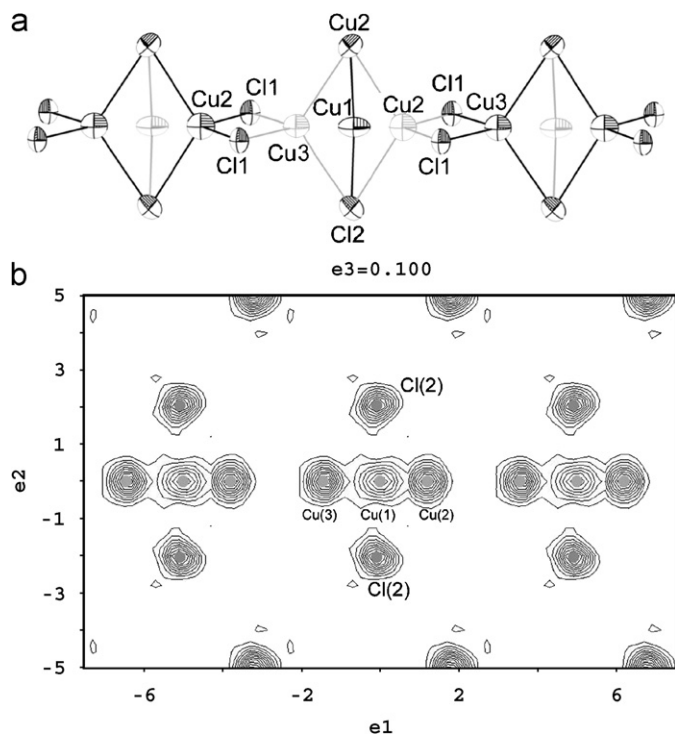 a
Cu2
Cl1
Cl1
Cu2
Cu1
Cu2
Cu3
Cl1
Cu3
Cl1
Cl2
e3=0.100
b
5
3
1
-1
-3
-5
e2
Cl(2)
Cu(3) Cu(1) Cu(2)
Cl(2)
-6 -2 2 6
e1